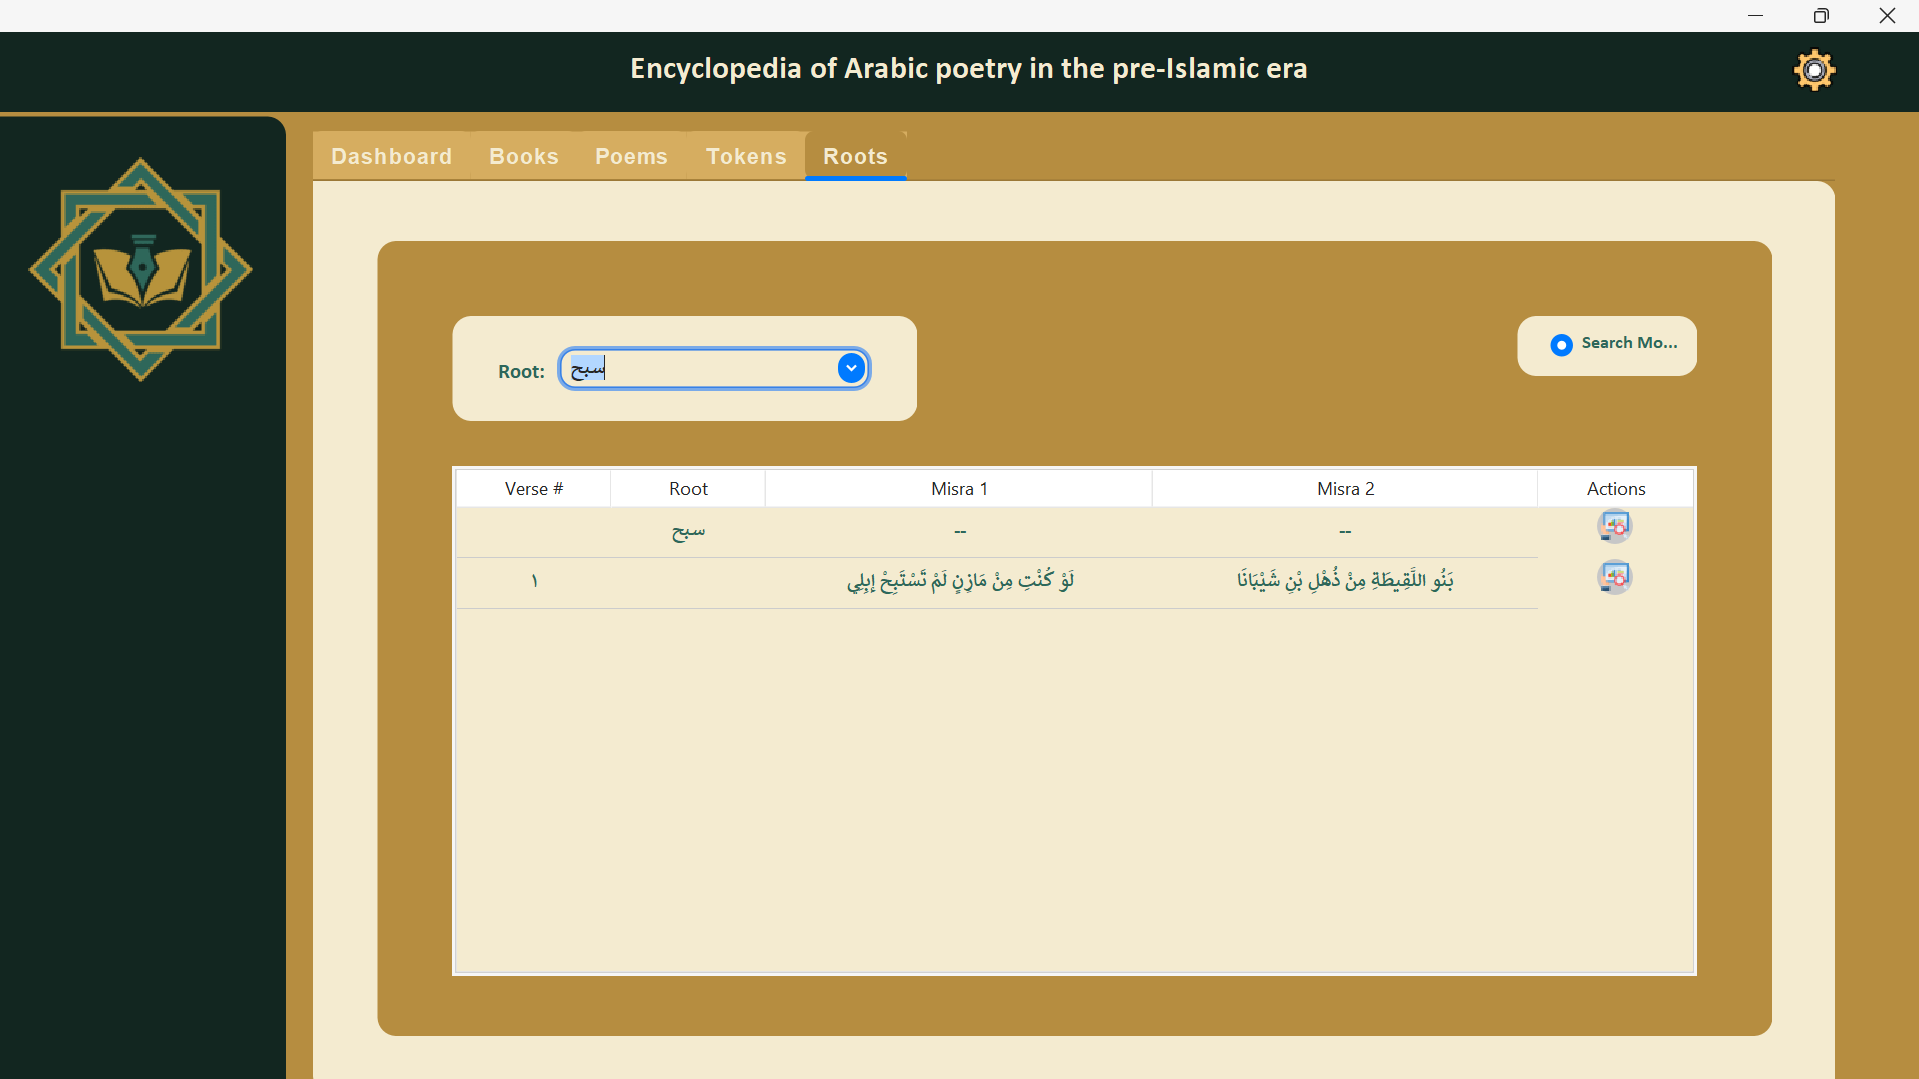 Encyclopedia of Arabic poetry in the pre-Islamic era
Dashboard Books Poems Tokens Roots
Root: سبح
Search Mo...
Verse # Root Misra 1 Misra 2 Actions
سبح -- --
١ لَوْ كُنْتِ مِنْ مَازِنٍ لَمْ تَسْتَبِحْ إبِلِي بَنُو اللَّقِيطَةِ مِنْ ذُهْلِ بْنِ شَيْبَانَا